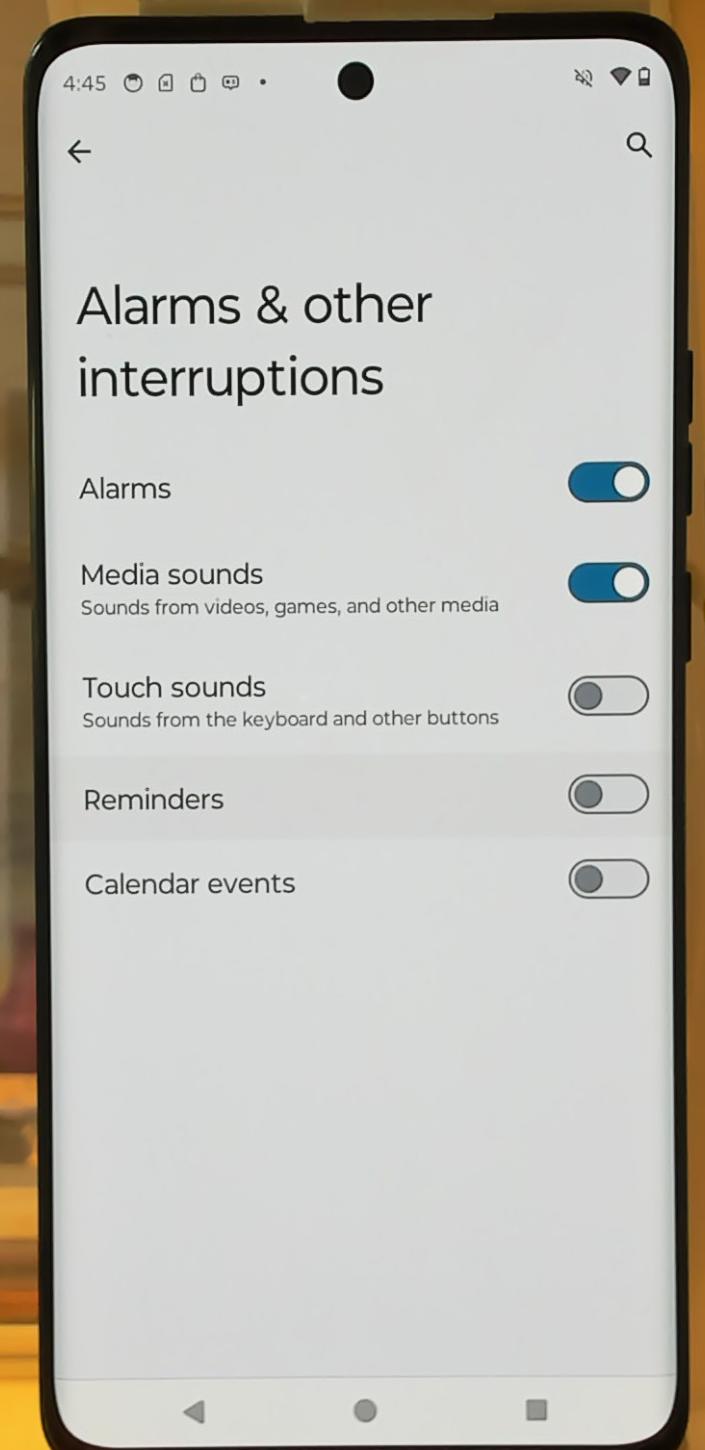 4:45
Alarms & other
interruptions
Alarms
Media sounds
Sounds from videos, games, and other media
Touch sounds
Sounds from the keyboard and other buttons
Reminders
Calendar events